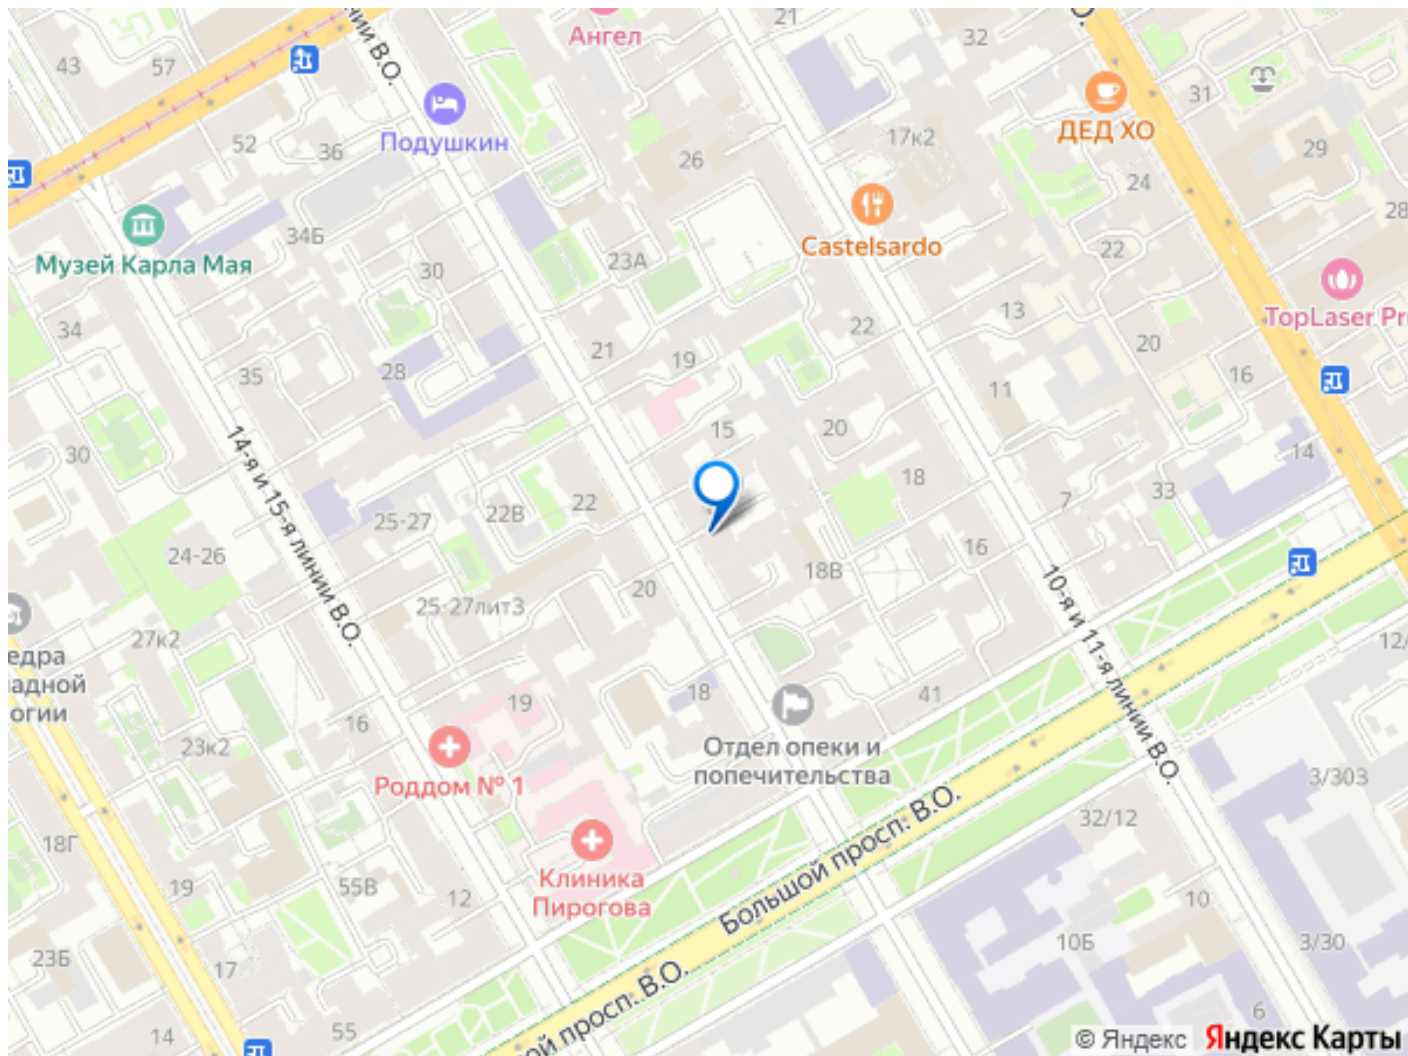 Ангел
21
32
43
57
ИНИИ В.О.
31
ДЕД ХО
Подушкин
52
36
26
17к2
29
24
28
Музей Карла Мая
34Б
30
23А
Castelsardo
22
TopLaser Pr
34
35
28
21
19
22
13
20
16
11
30
15
20
14
14-я и 15-я линии В.О.
25-27
22В
22
18
7
33
24-26
18В
16
20
25-27лит3
10-я и 11-я линии В.О.
27к2
едра
ладной
огии
16
23к2
19
18
41
12/
Роддом № 1
Отдел опеки и
попечительства
3/303
18Г
19
55В
12
Клиника
Пирогова
Большой просп. В.О.
32/12
10
23Б
17
10Б
3/30
14
55
ой просп. В.О.
6
© Яндекс Яндекс Карты